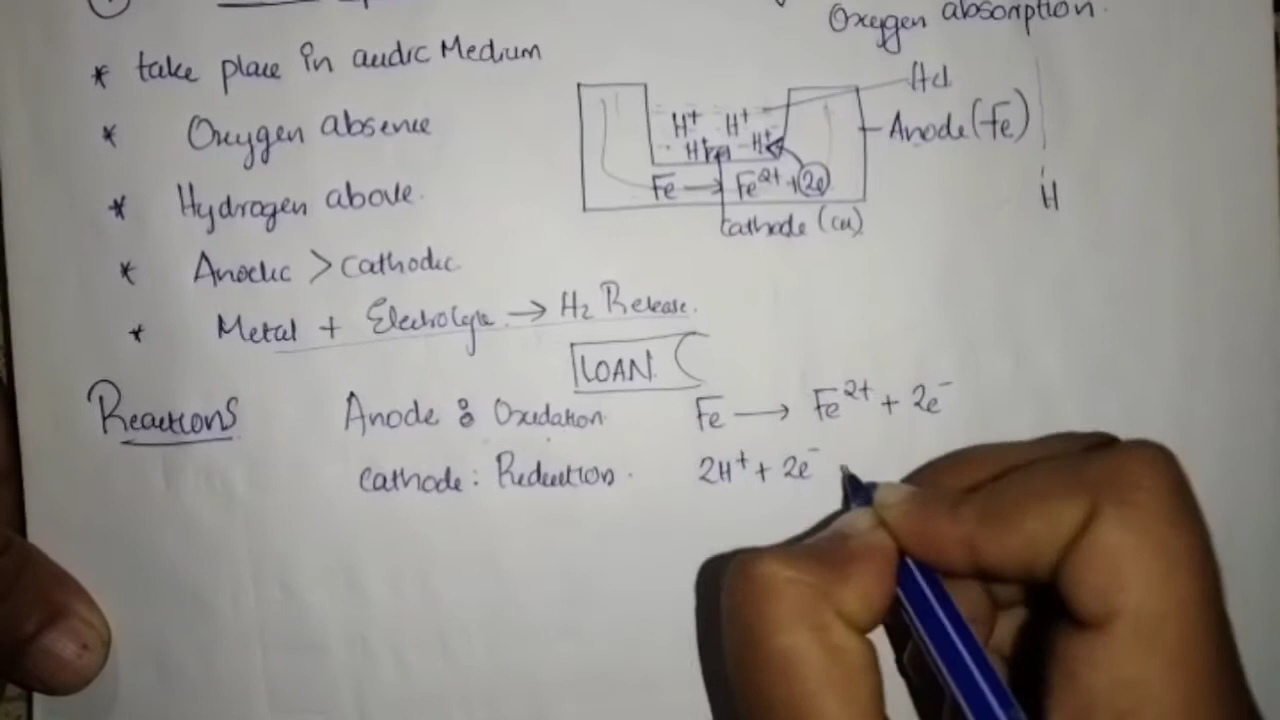 Oxygen absorption.
* take place in audic Medium
* Oxygen absence
* Hydrogen above.
* Anodic > Cathodic.
* Metal + Electrolyte. → H₂ Release.
HCl
H⁺ H⁺
H⁺ H⁺
Anode (Fe)
Fe → Fe²⁺ + 2e
Cathode (Cu)
H
LOAN.
Reactions Anode : Oxidation Fe → Fe²⁺ + 2e⁻
Cathode : Reduction. 2H⁺ + 2e⁻